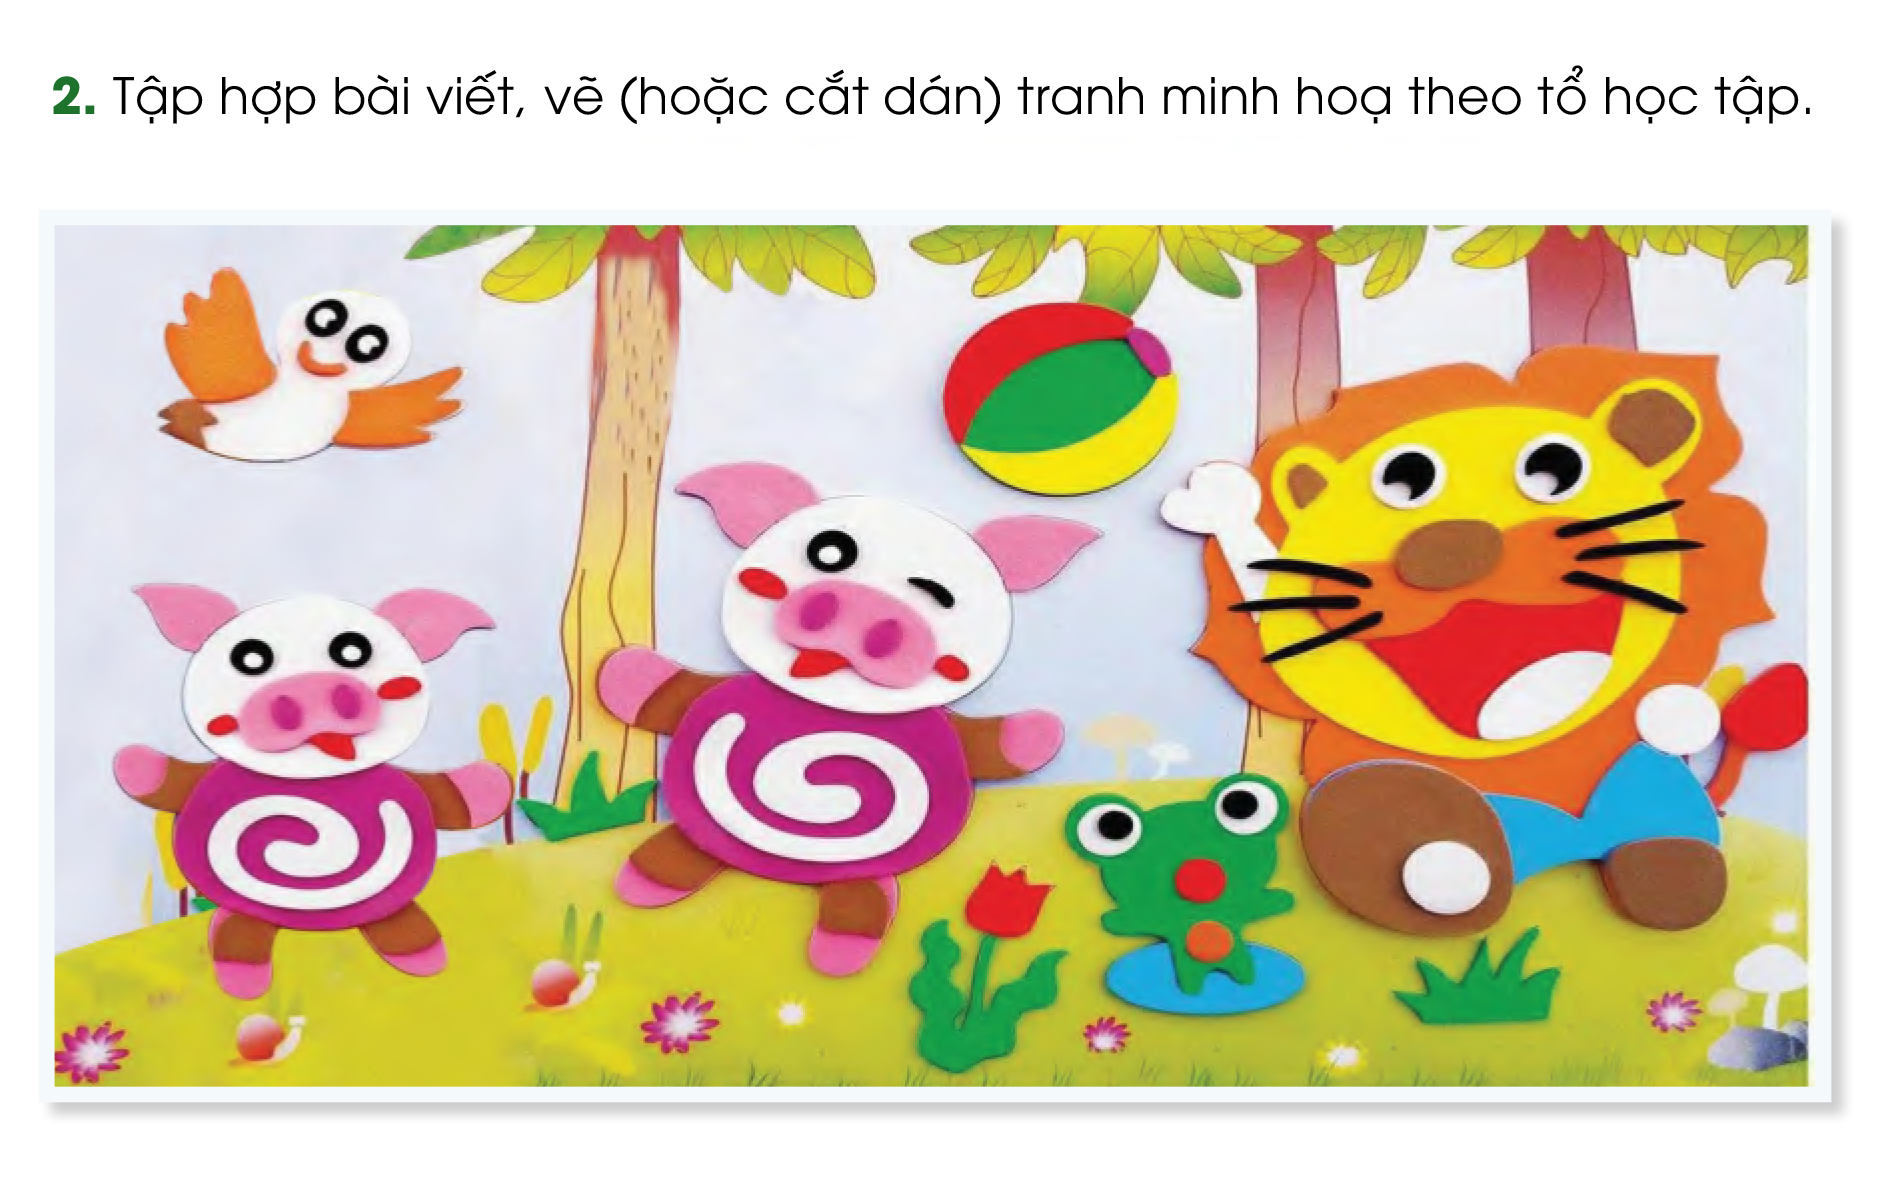 2. Tập hợp bài viết, vẽ (hoặc cắt dán) tranh minh hoạ theo tổ học tập.